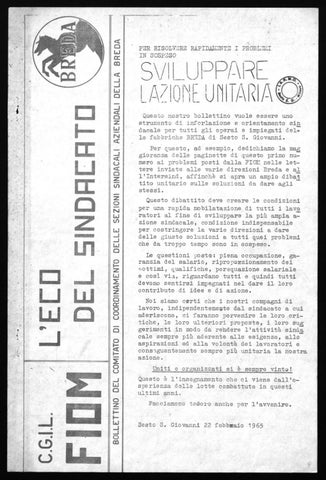 BREDA
C.G.I.L.
FIOM
L'ECO
DEL SINDACATO
BOLLETTINO DEL COMITATO DI COORDINAMENTO DELLE SEZIONI SINDACALI AZIENDALI DELLA BREDA
PER RISOLVERE RAPIDAMENTE I PROBLEMI
IN SOSPESO
SVILUPPARE
L'AZIONE UNITARIA
Questo nostro bollettino vuole essere uno
strumento di informazione e orientamento sin
dacale per tutti gli operai e impiegati del-
le fabbriche BREDA di Sesto S. Giovanni.
Per questo, ad esempio, dedichiamo la mag
gioranza delle paginette di questo primo nume
ro ai problemi posti dalla FIOM nelle let-
tere inviate alle varie direzioni Breda e al
l'Intersind, affinchè si apra un ampio dibat
tito unitario sulle soluzioni da dare agli
stessi.
Questo dibattito deve creare le condizioni
per una rapida mobilitazione di tutti i lavo
ratori al fine di sviluppare la più ampia a-
zione sindacale, condizione indispensabile
per costringere le varie direzioni a dare
delle giuste soluzioni a tutti quei problemi
che da troppo tempo sono in sospeso.
Le questioni poste: piena occupazione, ga-
ranzia del salario, riproporzionamento dei
cottimi, qualifiche, perequazione salariale
e così via, riguardano tutti e quindi tutti
devono sentirsi impegnati nel dare il loro
contributo di idee e di azione.
Noi siamo certi che i nostri compagni di
lavoro, indipendentemente dal sindacato a cui
aderiscono, ci faranno pervenire le loro cri-
tiche, le loro ulteriori proposte, i loro sug
gerimenti in modo da rendere l'attività sinda
cale sempre più aderente alle esigenze, alle
aspirazioni ed alla volontà dei lavoratori e
conseguentemente sempre più unitaria la nostra
azione.
Uniti e organizzati si è sempre vinto!
Questo è l'insegnamento che ci viene dall'es-
perienza delle lotte combattute in questi
ultimi anni.
Facciamone tesoro anche per l'avvenire.
Sesto S. Giovanni 22 febbraio 1965